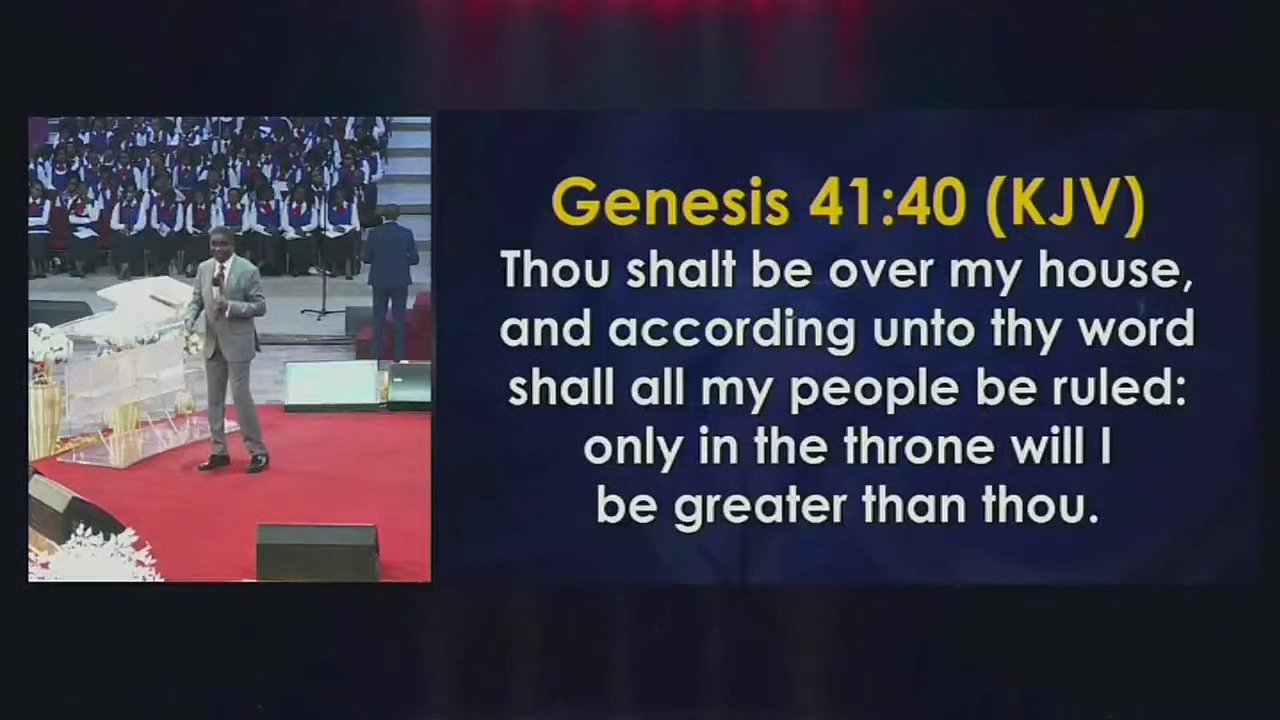 Genesis 41:40 (KJV)
Thou shalt be over my house,
and according unto thy word
shall all my people be ruled:
only in the throne will I
be greater than thou.